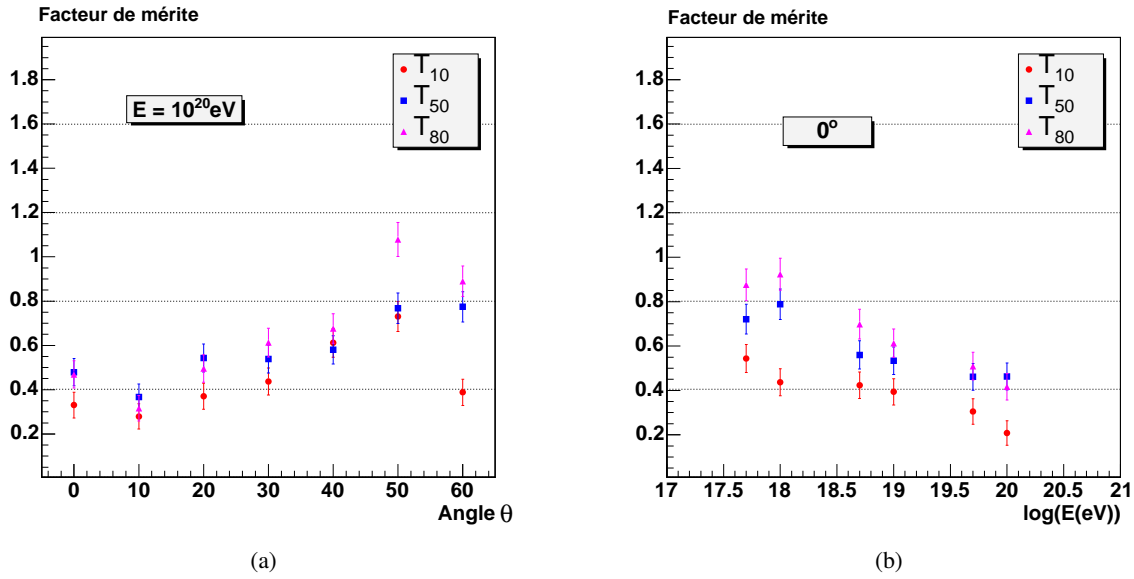 Facteur de mérite
1.8
1.6
1.4
1.2
1
0.8
0.6
0.4
0.2
E = 10^20eV
T10
T50
T80
0 10 20 30 40 50 60
Angle θ
(a)
Facteur de mérite
1.8
1.6
1.4
1.2
1
0.8
0.6
0.4
0.2
0°
T10
T50
T80
17 17.5 18 18.5 19 19.5 20 20.5 21
log(E(eV))
(b)